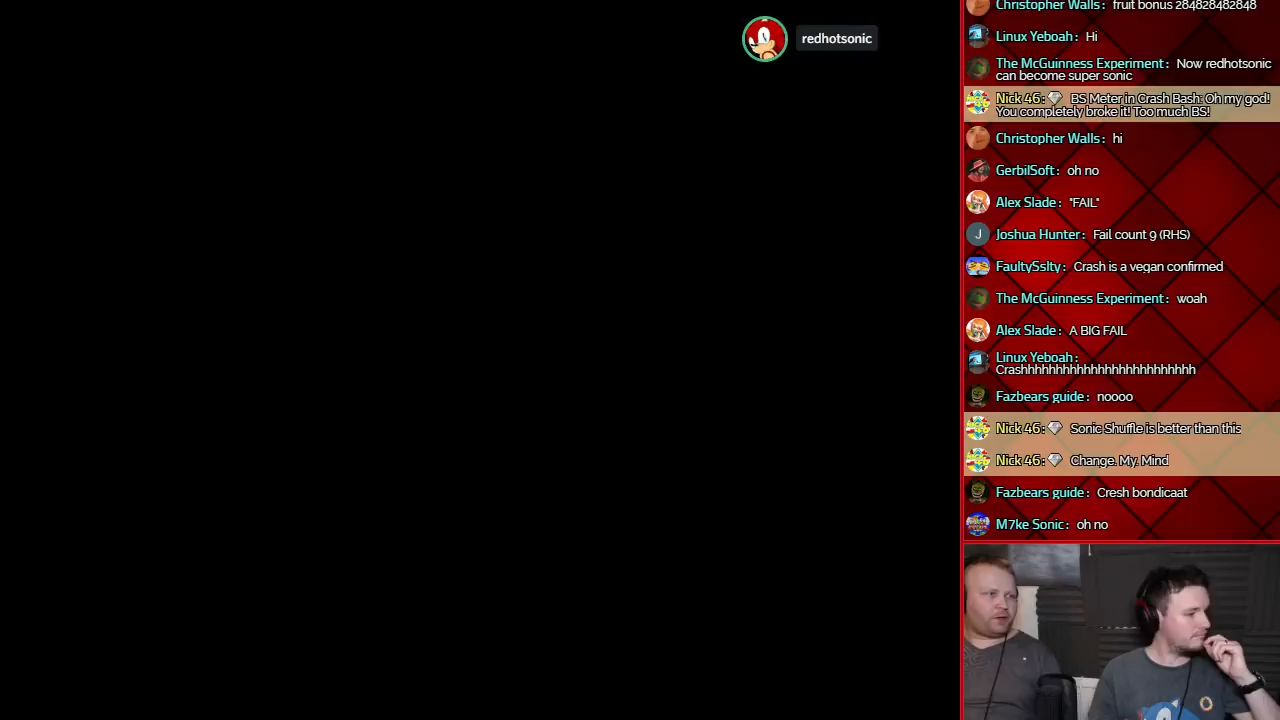 redhotsonic
Christopher Walls: fruit bonus 284828482848
Linux Yeboah: Hi
The McGuinness Experiment: Now redhotsonic
can become super sonic
Nick 46: BS Meter in Crash Bash: Oh my god!
You completely broke it! Too much BS!
Christopher Walls: hi
GerbilSoft: oh no
Alex Slade: "FAIL"
J
Joshua Hunter: Fail count 9 (RHS)
FaultySslty: Crash is a vegan confirmed
The McGuinness Experiment: woah
Alex Slade: A BIG FAIL
Linux Yeboah:
Crashhhhhhhhhhhhhhhhhhhhhhhhh
Fazbears guide: noooo
Nick 46: Sonic Shuffle is better than this
Nick 46: Change. My. Mind
Fazbears guide: Cresh bondicaat
M7ke Sonic: oh no